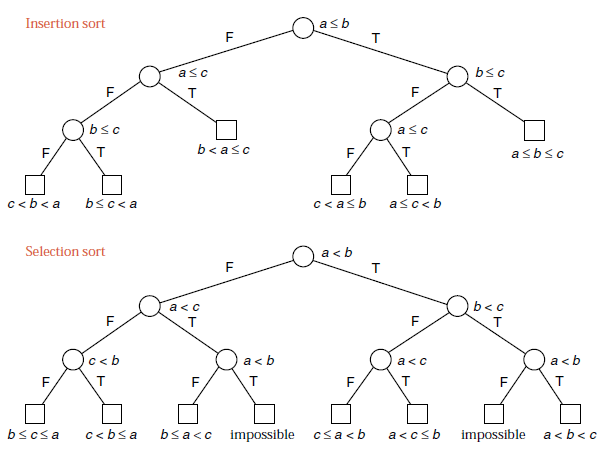 Insertion sort
a ≤ b
F T
a ≤ c b ≤ c
F T F T
b ≤ c b < a ≤ c a ≤ c a ≤ b ≤ c
F T F T
c < b < a b ≤ c < a c < a ≤ b a ≤ c < b
Selection sort
a < b
F T
a < c b < c
F T F T
c < b a < b a < c a < b
F T F T F T F T
b ≤ c ≤ a c < b ≤ a b ≤ a < c impossible c ≤ a < b a < c ≤ b impossible a < b < c